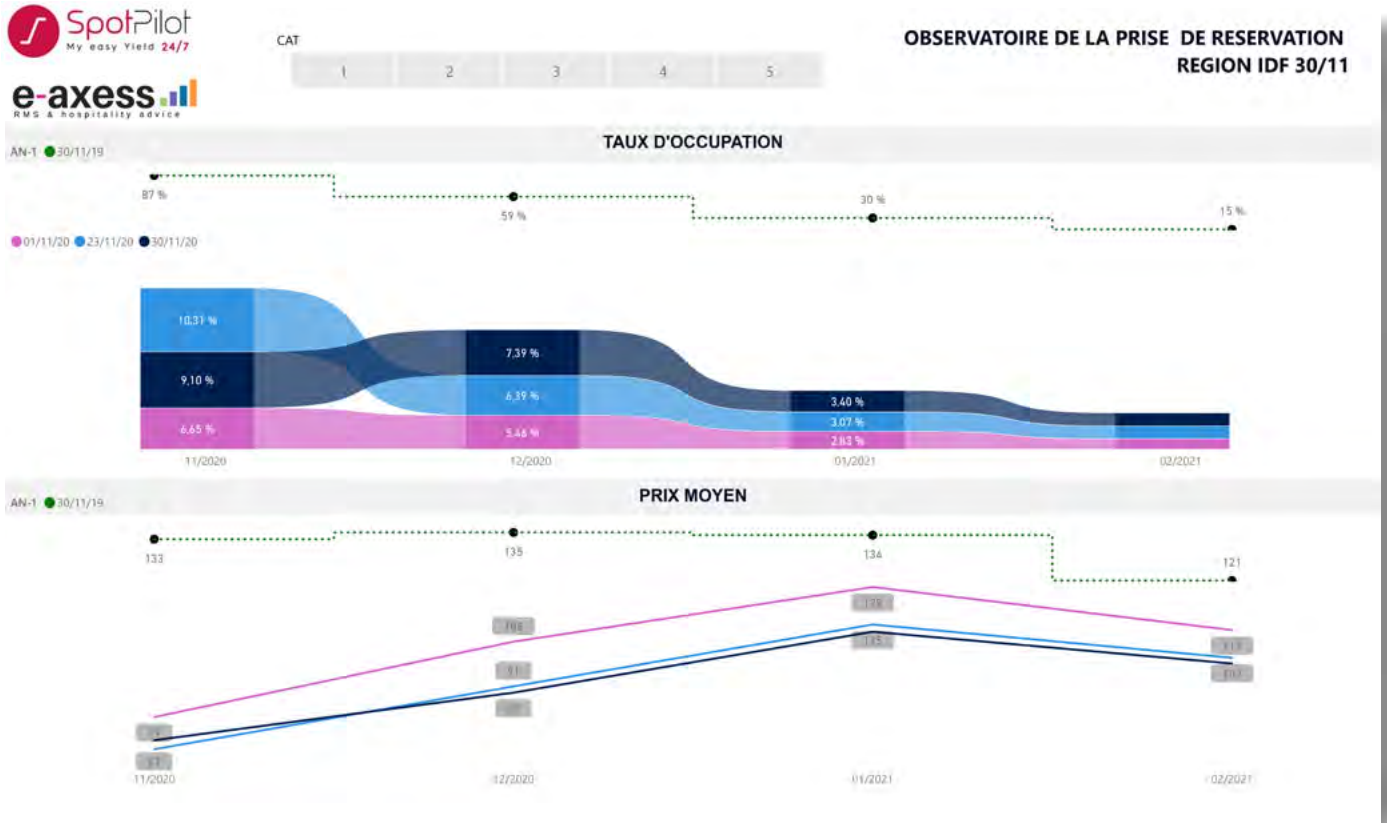 SpotPilot
My easy Yield 24/7
e-axess
RMS & hospitality advice
CAT
1 2 3 4 5
OBSERVATOIRE DE LA PRISE DE RESERVATION
REGION IDF 30/11
TAUX D'OCCUPATION
AN-1 30/11/19
87 %
59 %
30 %
15 %
01/11/20 23/11/20 30/11/20
10,31 %
9,10 %
6,65 %
7,39 %
6,39 %
5,46 %
3,40 %
3,07 %
2,83 %
11/2020 12/2020 01/2021 02/2021
PRIX MOYEN
AN-1 30/11/19
133
135
134
121
91
11/2020 12/2020 01/2021 02/2021